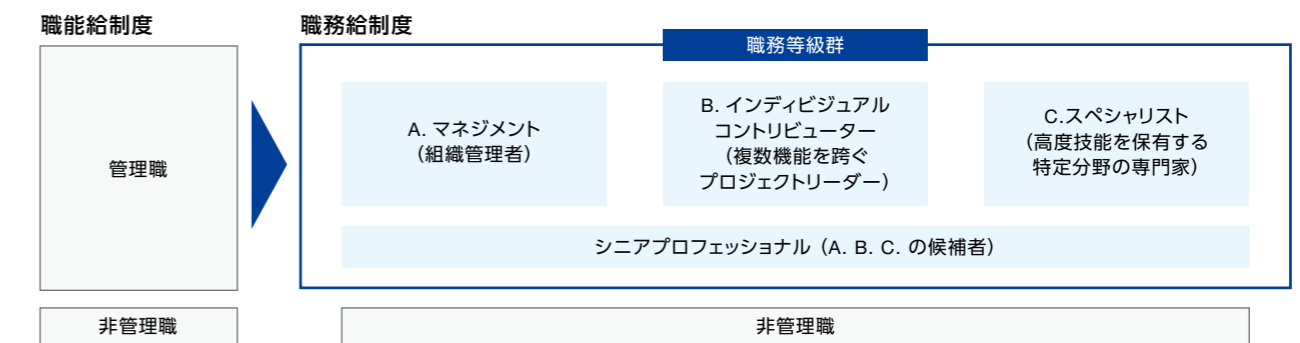 職能給制度
職務給制度
職務等級群
管理職
A. マネジメント
（組織管理者）
B. インディビジュアル
コントリビューター
（複数機能を跨ぐ
プロジェクトリーダー）
C.スペシャリスト
（高度技能を保有する
特定分野の専門家）
シニアプロフェッショナル（A. B. C. の候補者）
非管理職
非管理職